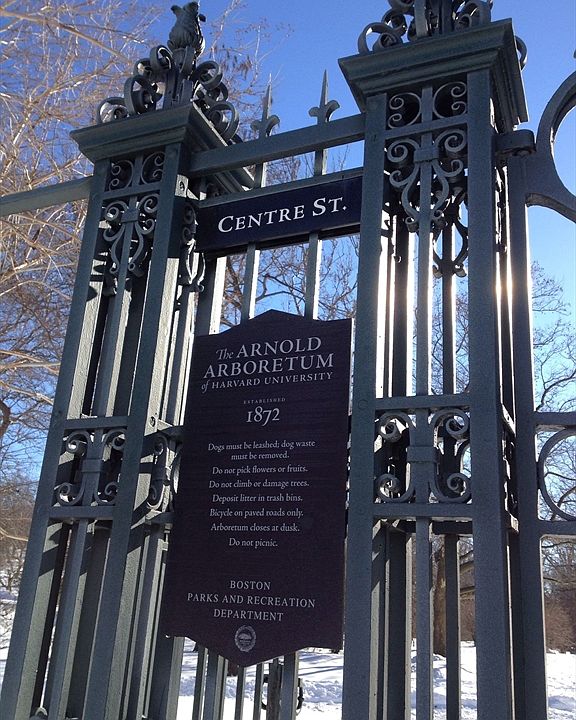 CENTRE ST.
The ARNOLD
ARBORETUM
of HARVARD UNIVERSITY
ESTABLISHED
1872
Dogs must be leashed; dog waste
must be removed.
Do not pick flowers or fruits.
Do not climb or damage trees.
Deposit litter in trash bins.
Bicycle on paved roads only.
Arboretum closes at dusk.
Do not picnic.
BOSTON
PARKS AND RECREATION
DEPARTMENT